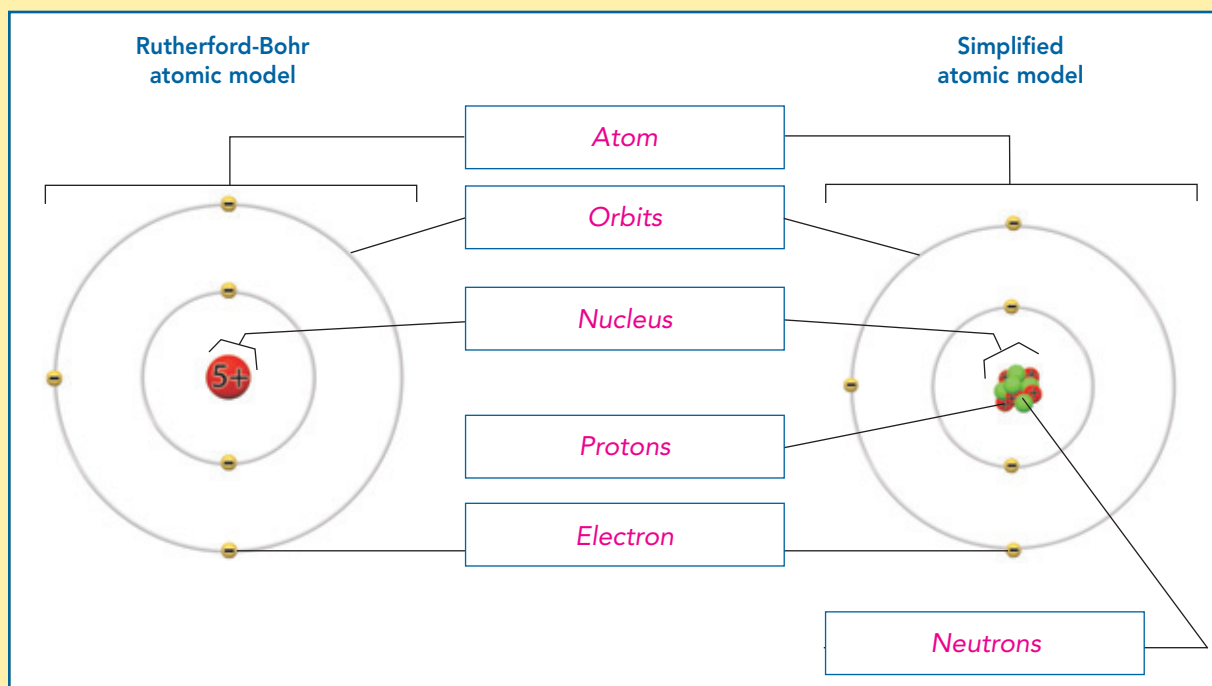 Rutherford-Bohr
atomic model
Simplified
atomic model
Atom
Orbits
Nucleus
5+
Protons
Electron
Neutrons